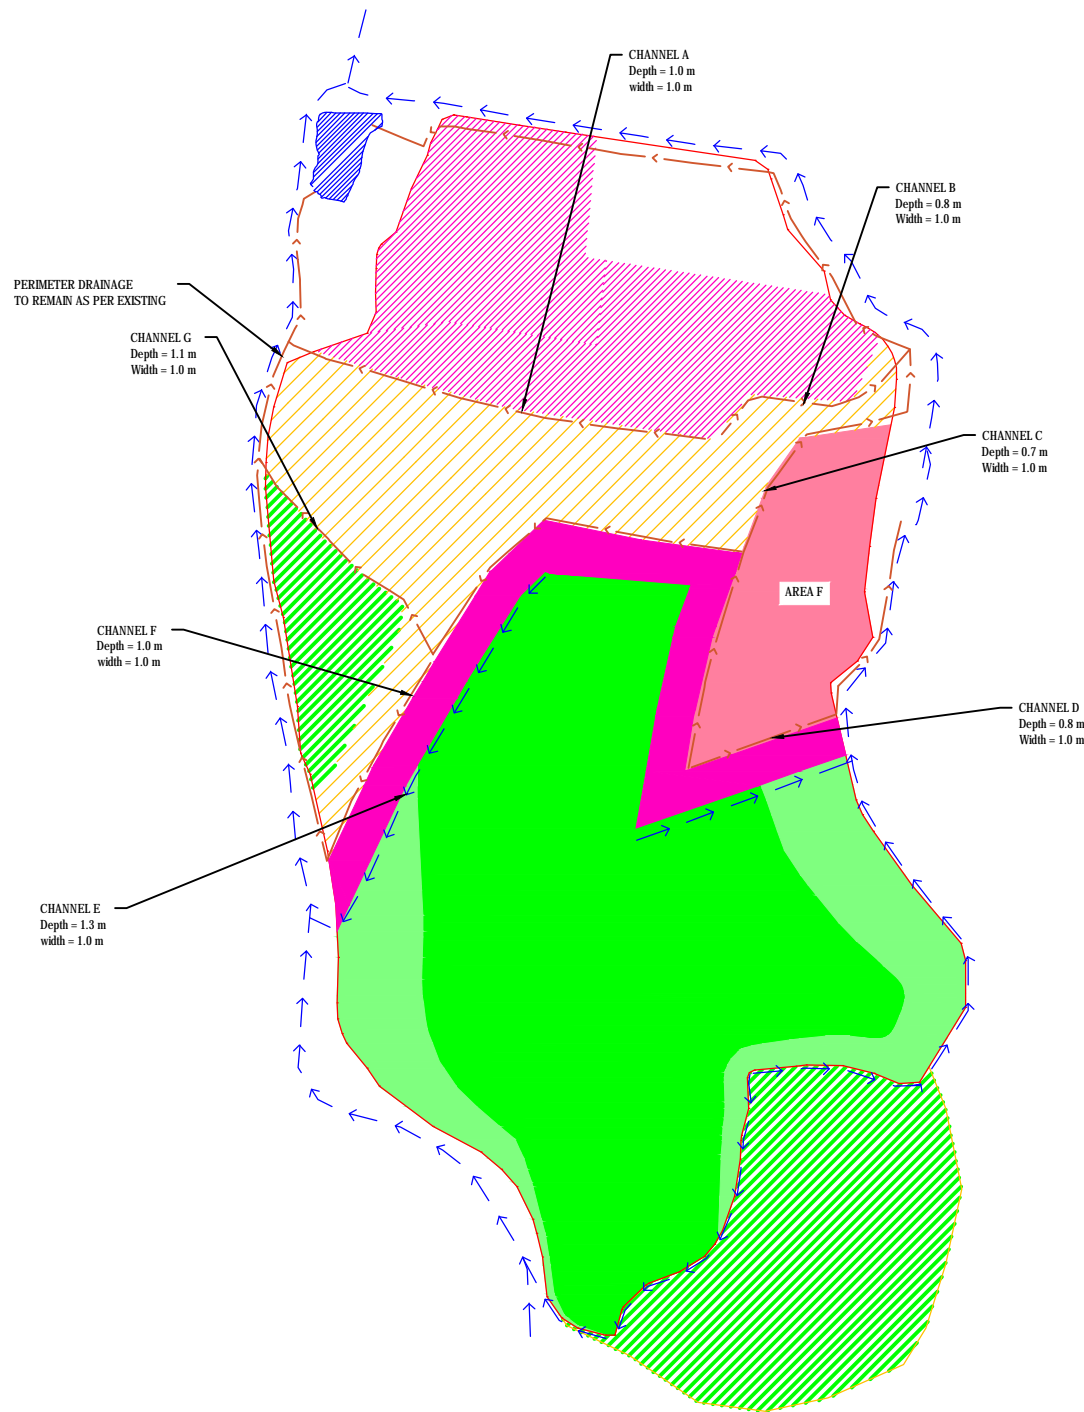 CHANNEL A
Depth = 1.0 m
width = 1.0 m
CHANNEL B
Depth = 0.8 m
Width = 1.0 m
PERIMETER DRAINAGE
TO REMAIN AS PER EXISTING
CHANNEL G
Depth = 1.1 m
Width = 1.0 m
CHANNEL C
Depth = 0.7 m
Width = 1.0 m
AREA F
CHANNEL F
Depth = 1.0 m
width = 1.0 m
CHANNEL D
Depth = 0.8 m
Width = 1.0 m
CHANNEL E
Depth = 1.3 m
width = 1.0 m